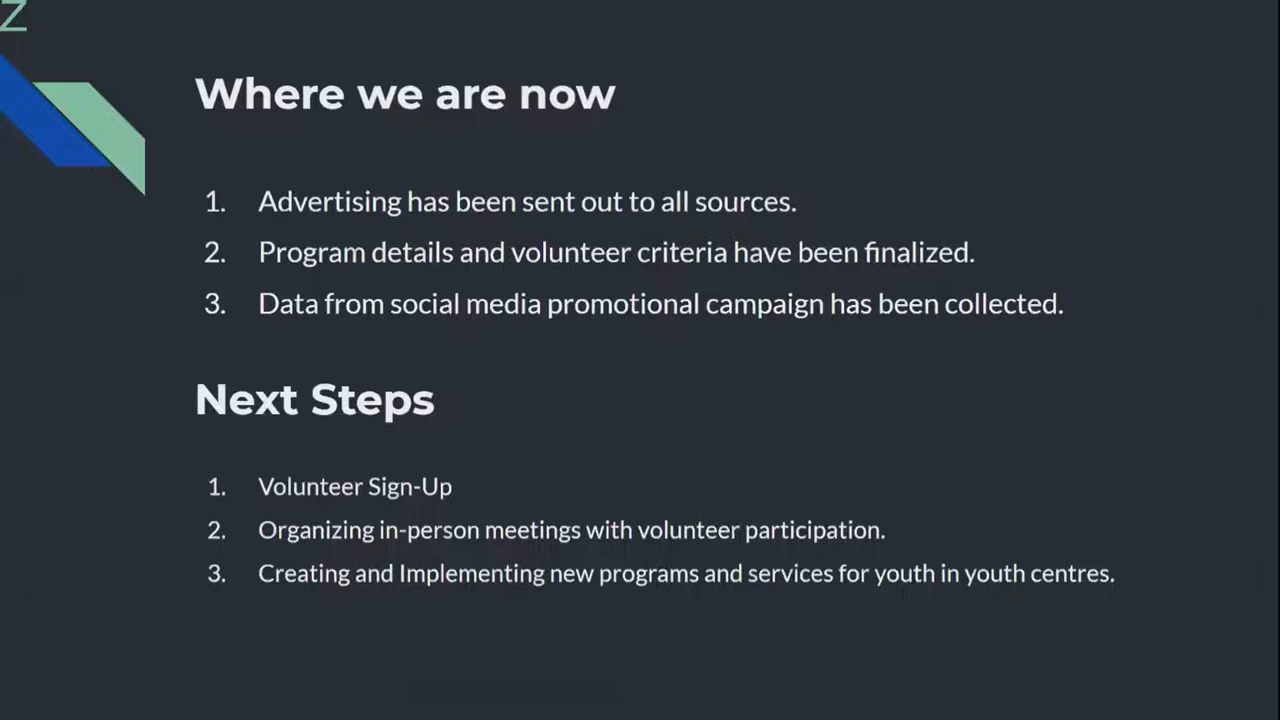 Z
Where we are now
1. Advertising has been sent out to all sources.
2. Program details and volunteer criteria have been finalized.
3. Data from social media promotional campaign has been collected.
Next Steps
1. Volunteer Sign-Up
2. Organizing in-person meetings with volunteer participation.
3. Creating and Implementing new programs and services for youth in youth centres.